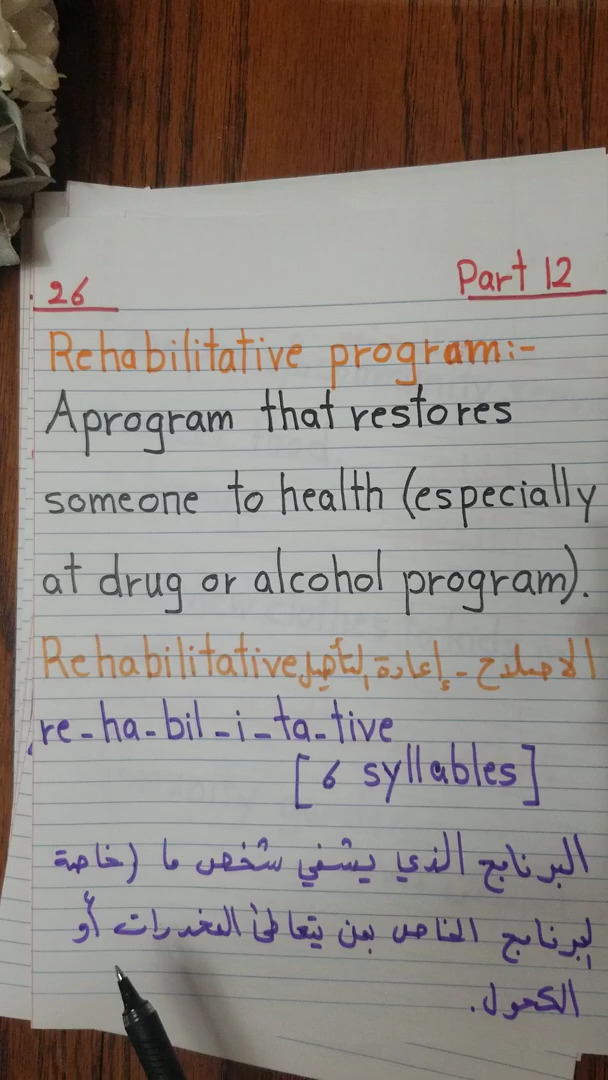 26
Part 12
Rehabilitative program:-
A program that restores
someone to health (especially
at drug or alcohol program).
Rehabilitative الاصلاح - إعادة التأهيل
re-ha-bil-i-ta-tive
[6 syllables]
البرنامج الذي يشفي شخص ما (خاصة
البرنامج الخاص بمن يتعاطى المخدرات أو
الكحول.